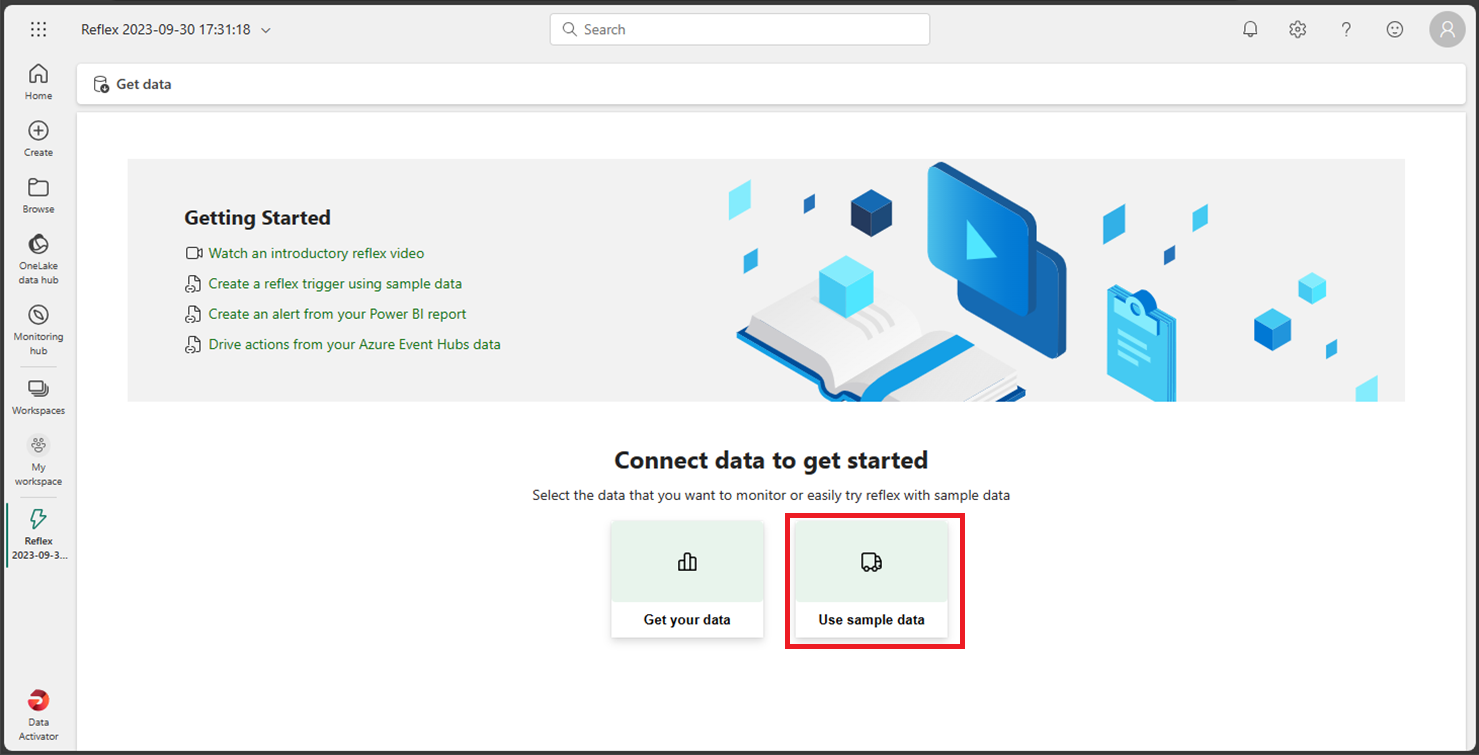 Reflex 2023-09-30 17:31:18
Search
Home
Create
Browse
OneLake
data hub
Monitoring
hub
Workspaces
My
workspace
Reflex
2023-09-3...
Data
Activator
Get data
Getting Started
Watch an introductory reflex video
Create a reflex trigger using sample data
Create an alert from your Power BI report
Drive actions from your Azure Event Hubs data
Connect data to get started
Select the data that you want to monitor or easily try reflex with sample data
Get your data
Use sample data